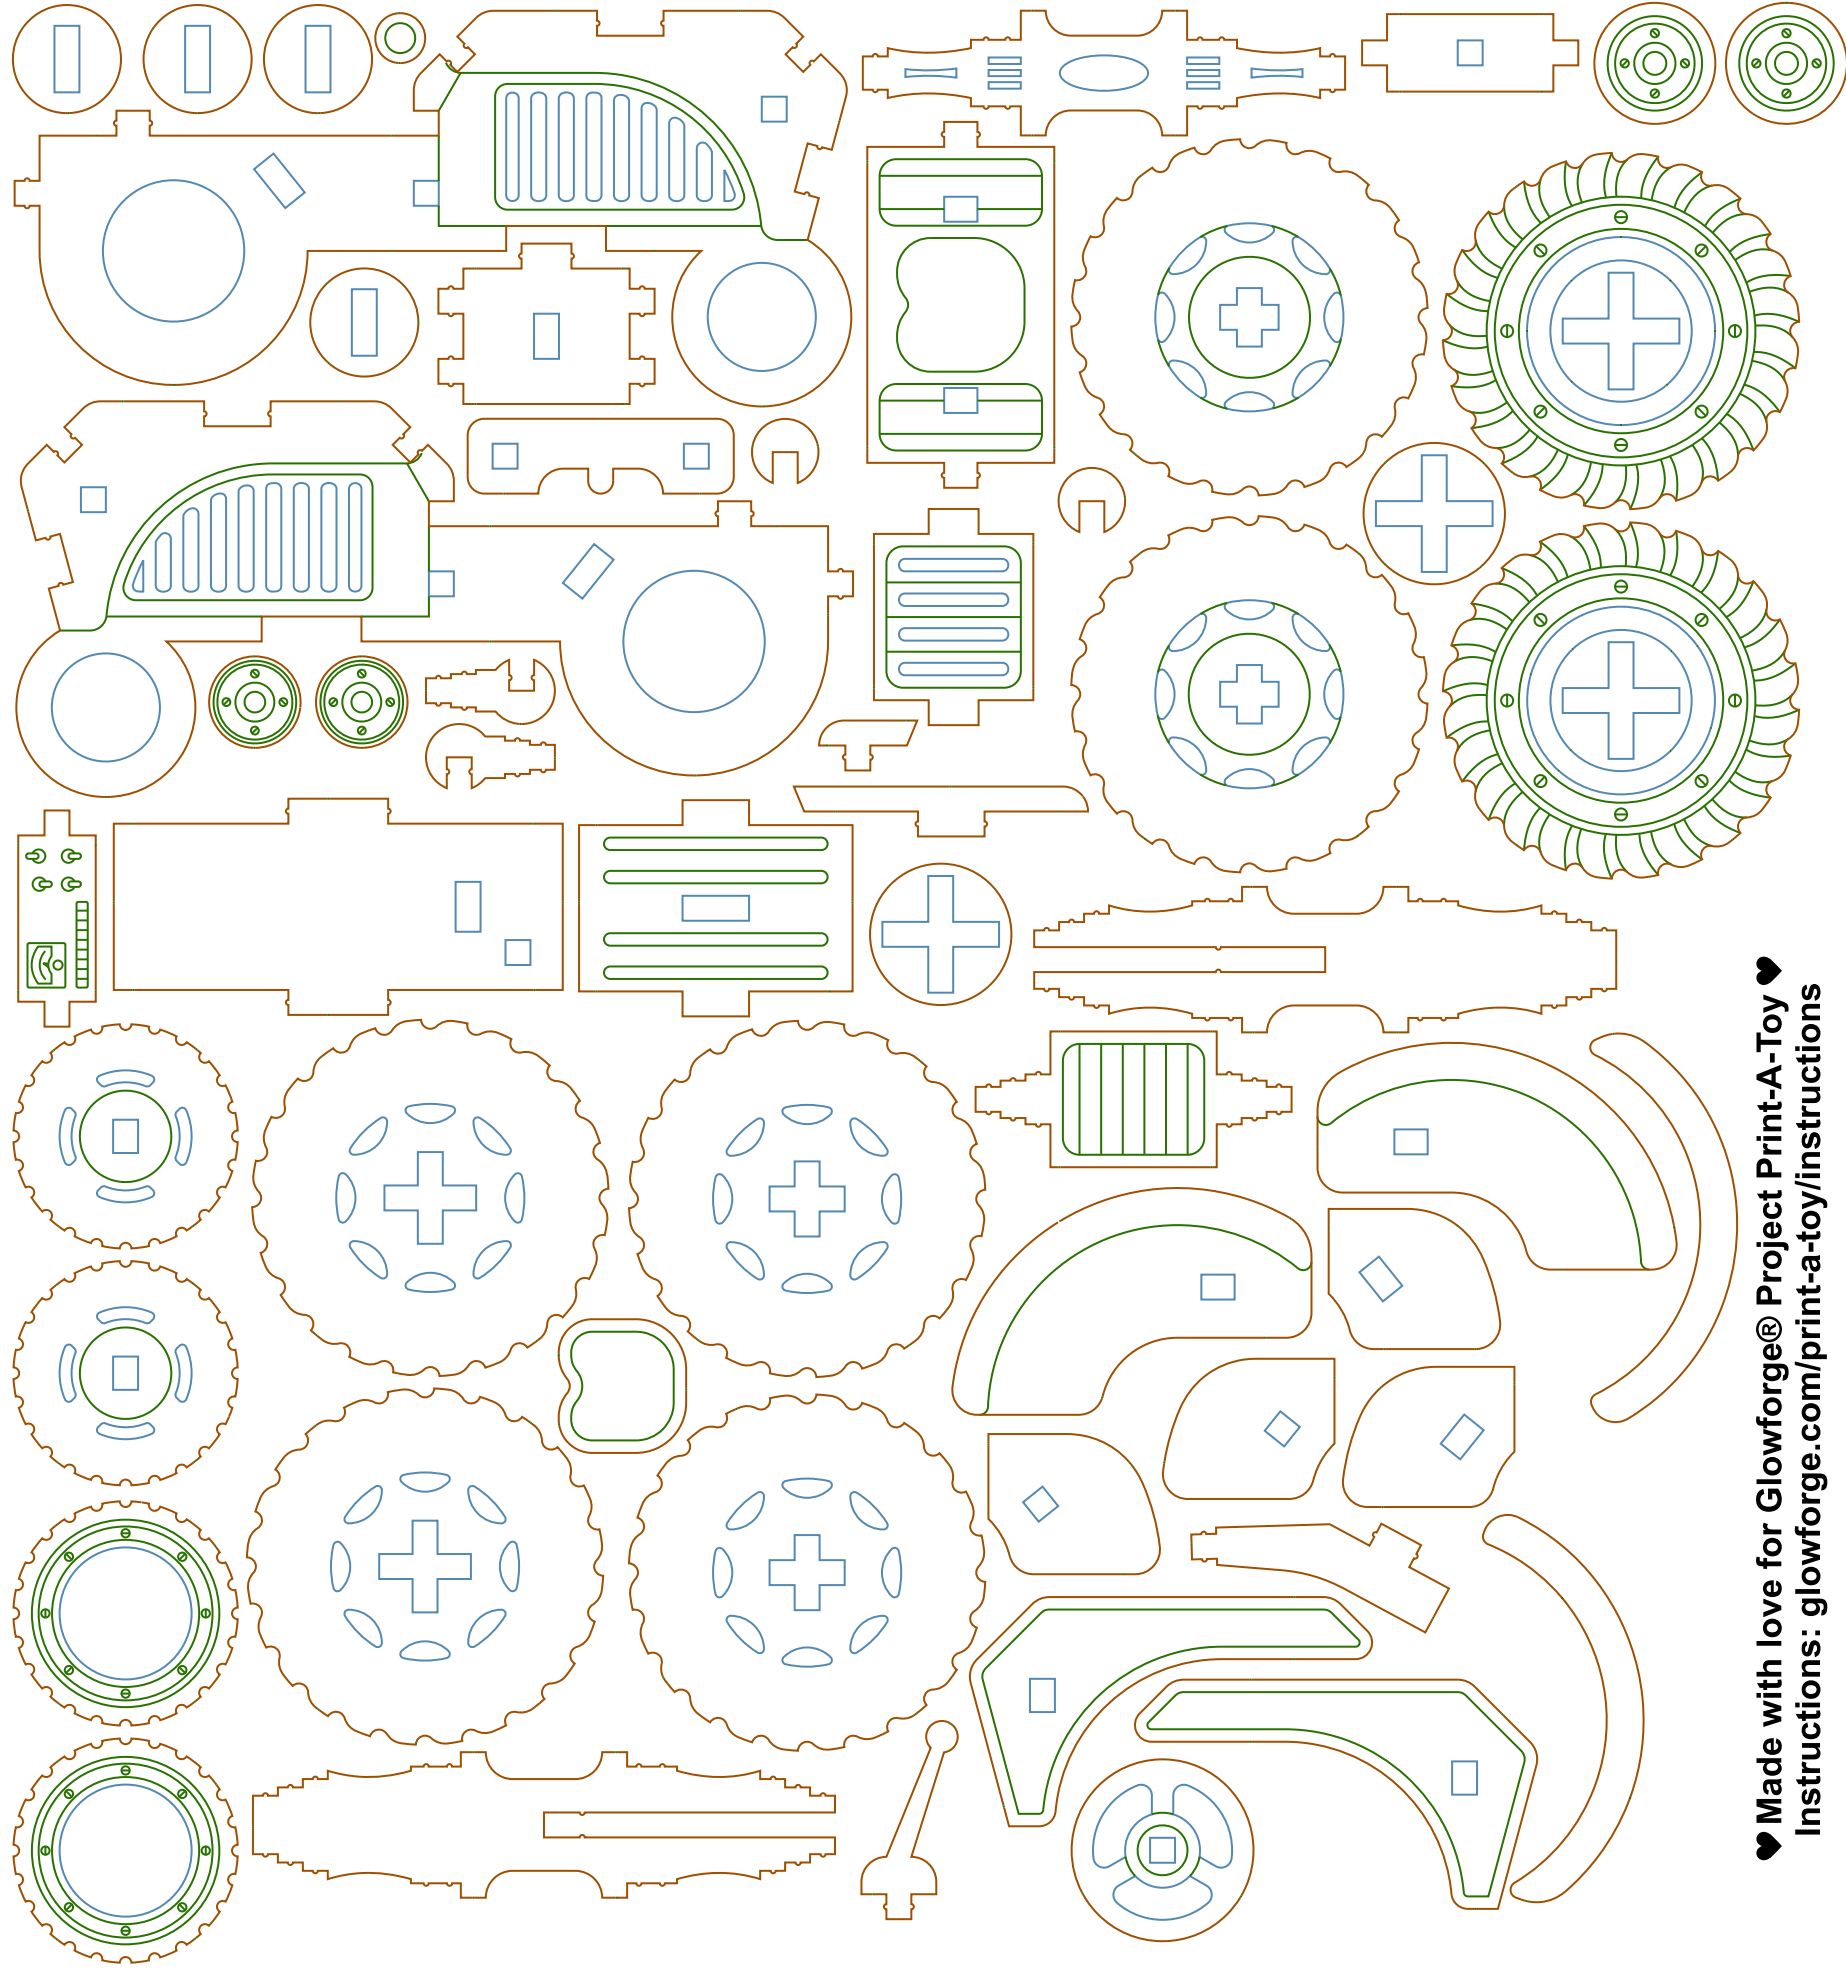 ♥ Made with love for Glowforge® Project Print-A-Toy ♥
Instructions: glowforge.com/print-a-toy/instructions